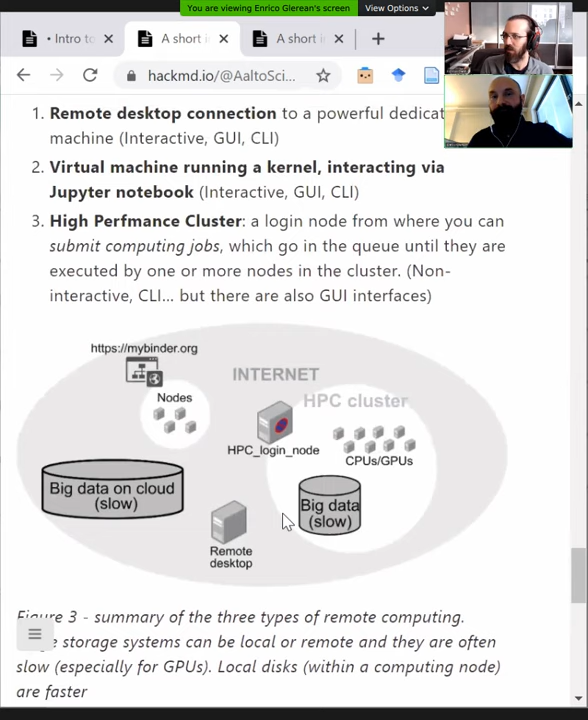 You are viewing Enrico Glerean's screen
View Options
• Intro to
A short i
A short i
hackmd.io/@AaltoSci...
1. Remote desktop connection to a powerful dedicat
machine (Interactive, GUI, CLI)
2. Virtual machine running a kernel, interacting via
Jupyter notebook (Interactive, GUI, CLI)
3. High Perfmance Cluster: a login node from where you can
submit computing jobs, which go in the queue until they are
executed by one or more nodes in the cluster. (Non-
interactive, CLI... but there are also GUI interfaces)
https://mybinder.org
INTERNET
Nodes
HPC cluster
HPC_login_node
CPUs/GPUs
Big data on cloud
(slow)
Big data
(slow)
Remote
desktop
Figure 3 - summary of the three types of remote computing.
storage systems can be local or remote and they are often
slow (especially for GPUs). Local disks (within a computing node)
are faster